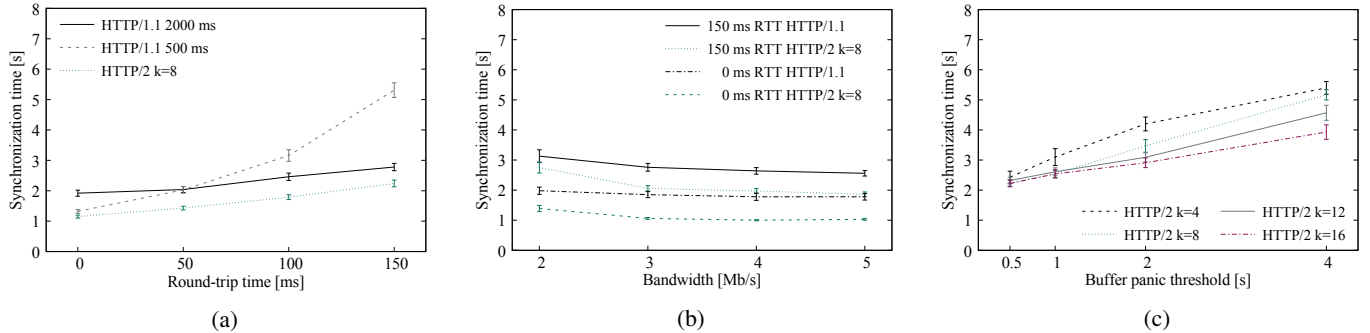 Synchronization time [s]
8
7
6
5
4
3
2
1
0
HTTP/1.1 2000 ms
HTTP/1.1 500 ms
HTTP/2 k=8
0 50 100 150
Round-trip time [ms]
(a)
Synchronization time [s]
8
7
6
5
4
3
2
1
0
150 ms RTT HTTP/1.1
150 ms RTT HTTP/2 k=8
0 ms RTT HTTP/1.1
0 ms RTT HTTP/2 k=8
2 3 4 5
Bandwidth [Mb/s]
(b)
Synchronization time [s]
8
7
6
5
4
3
2
1
0
HTTP/2 k=4 HTTP/2 k=12
HTTP/2 k=8 HTTP/2 k=16
0.5 1 2 4
Buffer panic threshold [s]
(c)